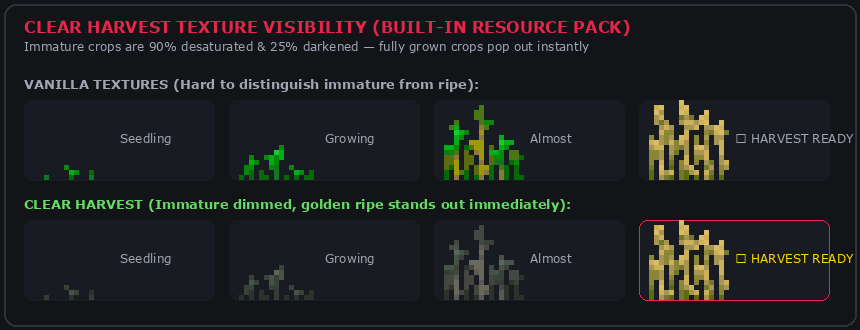 CLEAR HARVEST TEXTURE VISIBILITY (BUILT-IN RESOURCE PACK)
Immature crops are 90% desaturated & 25% darkened — fully grown crops pop out instantly
VANILLA TEXTURES (Hard to distinguish immature from ripe):
Seedling
Growing
Almost
☐ HARVEST READY
CLEAR HARVEST (Immature dimmed, golden ripe stands out immediately):
Seedling
Growing
Almost
☐ HARVEST READY